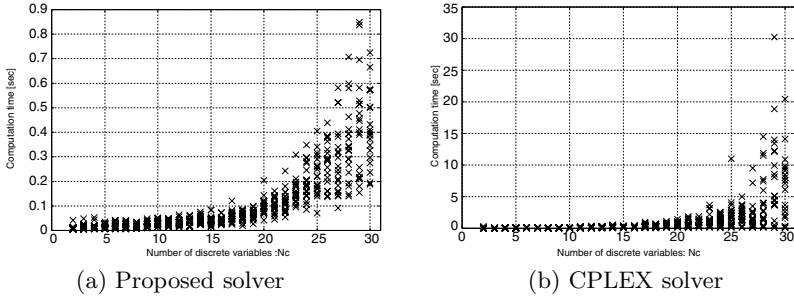 0.9
0.8
0.7
0.6
0.5
0.4
0.3
0.2
0.1
0
Computation time [sec]
0 5 10 15 20 25 30
Number of discrete variables :Nc
(a) Proposed solver
35
30
25
20
15
10
5
0
Computation time [sec]
0 5 10 15 20 25 30
Number of discrete variables: Nc
(b) CPLEX solver